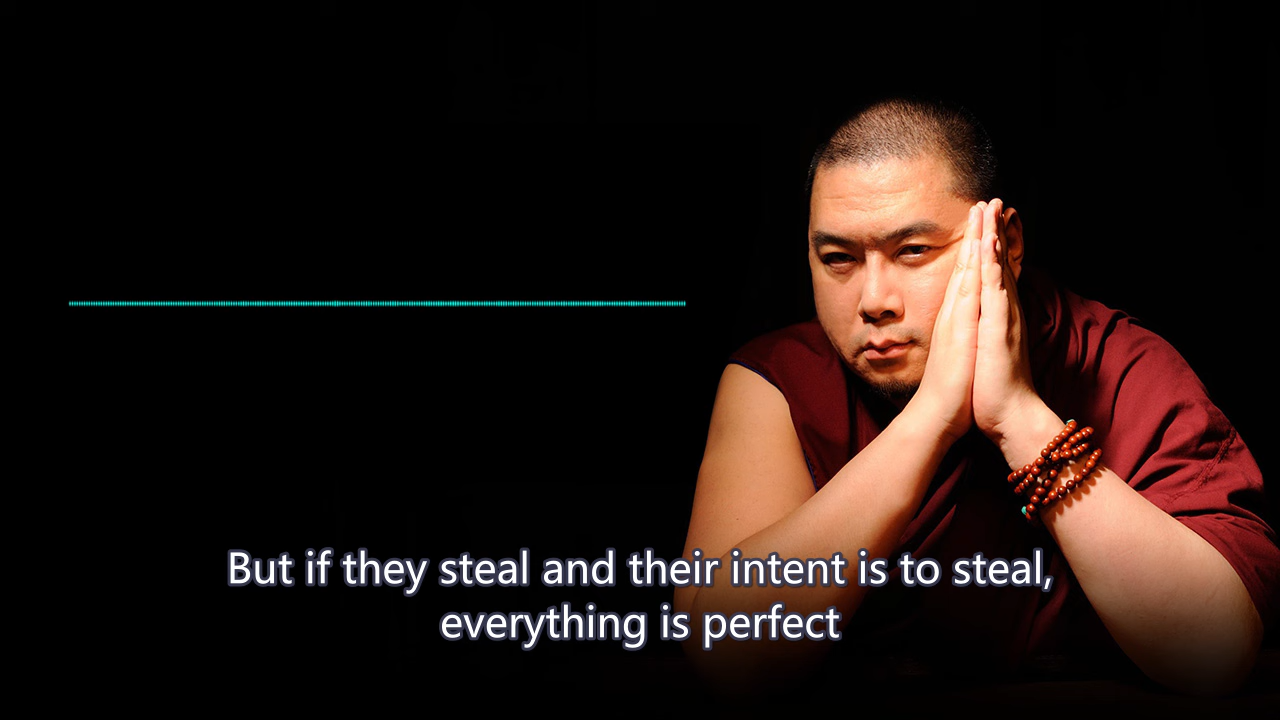 But if they steal and their intent is to steal,
everything is perfect